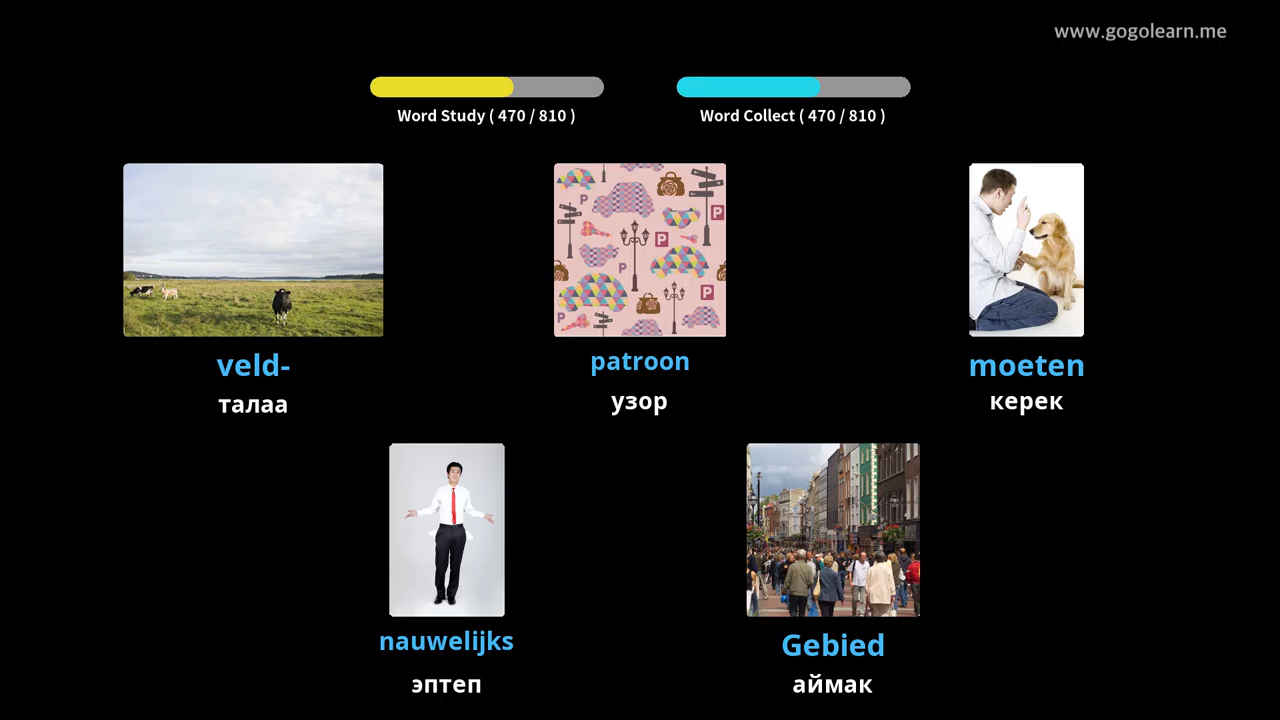 www.gogolearn.me
Word Study ( 470 / 810 )
Word Collect ( 470 / 810 )
P
P
P
P
P
P
veld-
талаа
patroon
узор
moeten
керек
nauwelijks
эптеп
Gebied
аймак